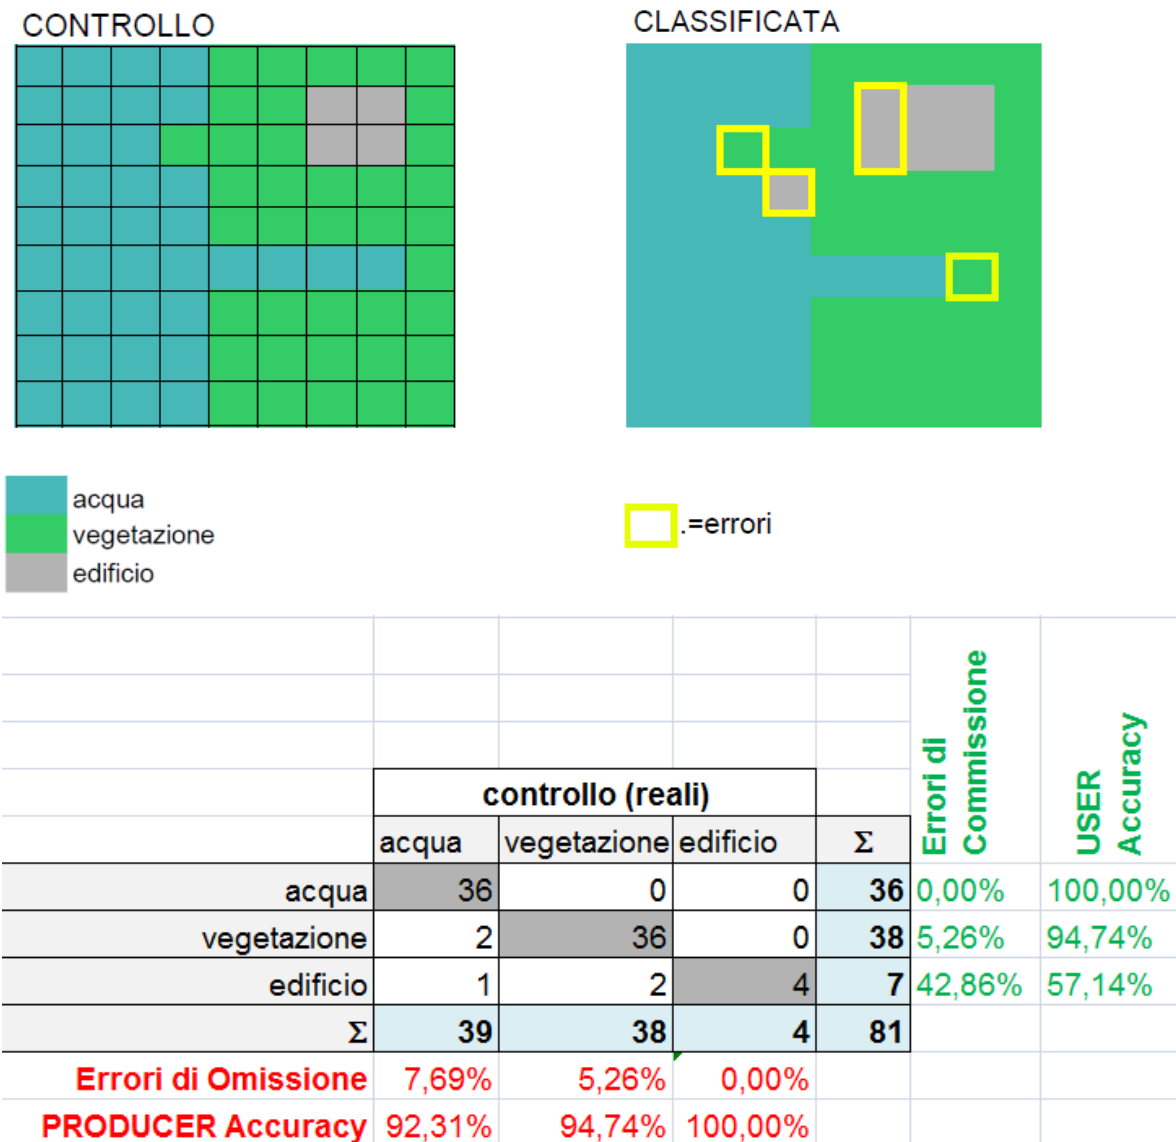 CONTROLLO
CLASSIFICATA
acqua
vegetazione
edificio
.=errori
Errori di
Commissione
USER
Accuracy
controllo (reali)
acqua vegetazione edificio Σ
acqua 36 0 0 36 0,00% 100,00%
vegetazione 2 36 0 38 5,26% 94,74%
edificio 1 2 4 7 42,86% 57,14%
Σ 39 38 4 81
Errori di Omissione 7,69% 5,26% 0,00%
PRODUCER Accuracy 92,31% 94,74% 100,00%